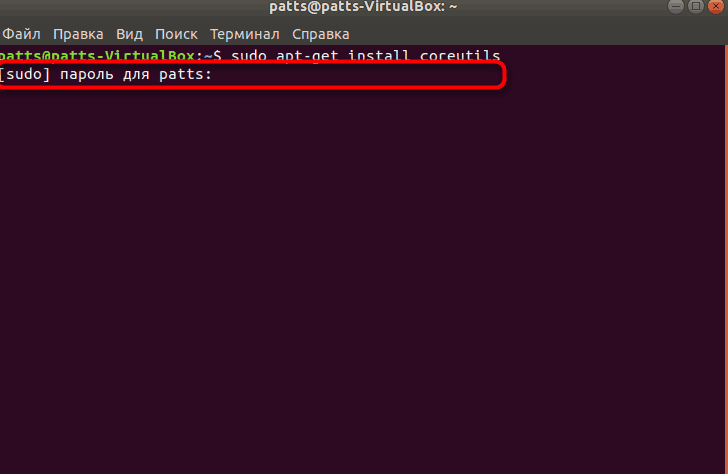 patts@patts-VirtualBox: ~
Файл Правка Вид Поиск Терминал Справка
patts@patts-VirtualBox:~$ sudo apt-get install coreutils
[sudo] пароль для patts: